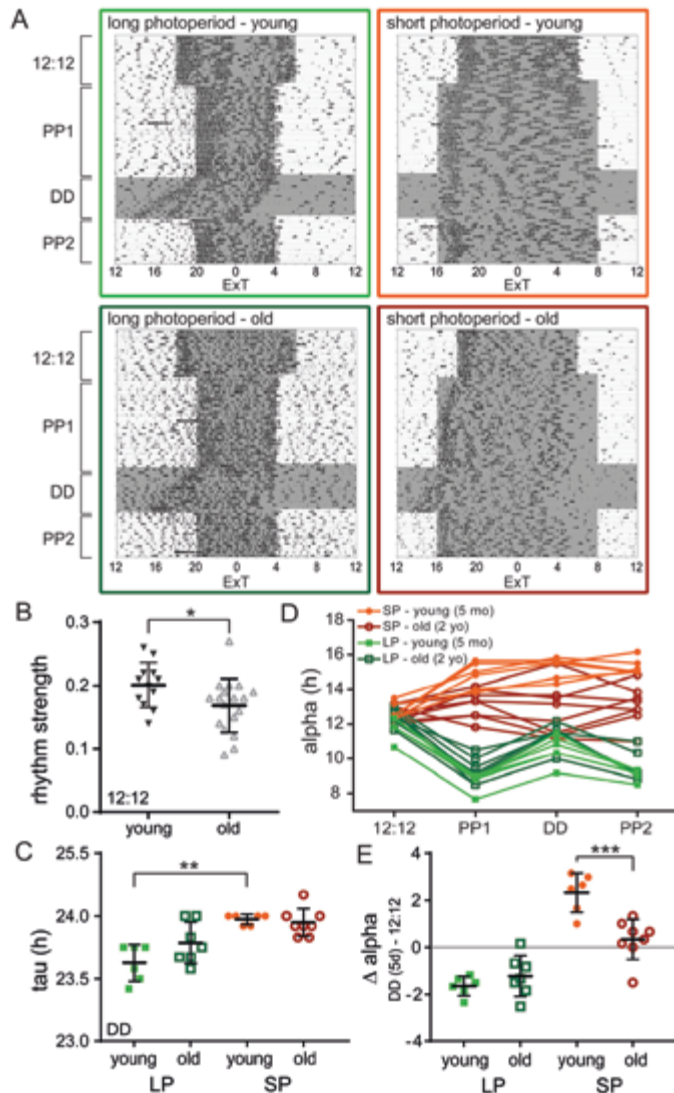 A
long photoperiod - young
short photoperiod - young
12:12
PP1
DD
PP2
12 16 20 0 4 8 12
ExT
12 16 20 0 4 8 12
ExT
long photoperiod - old
short photoperiod - old
12:12
PP1
DD
PP2
12 16 20 0 4 8 12
ExT
12 16 20 0 4 8 12
ExT
B
rhythm strength
0.3
0.2
0.1
0.0
*
12:12
young old
D
SP - young (5 mo)
SP - old (2 yo)
LP - young (5 mo)
LP - old (2 yo)
alpha (h)
18
16
14
12
10
8
12:12 PP1 DD PP2
C
tau (h)
25.5
25.0
24.5
24.0
23.5
23.0
**
DD
young old young old
LP SP
E
Δ alpha
DD (5d) - 12:12
4
2
0
-2
-4
***
young old young old
LP SP